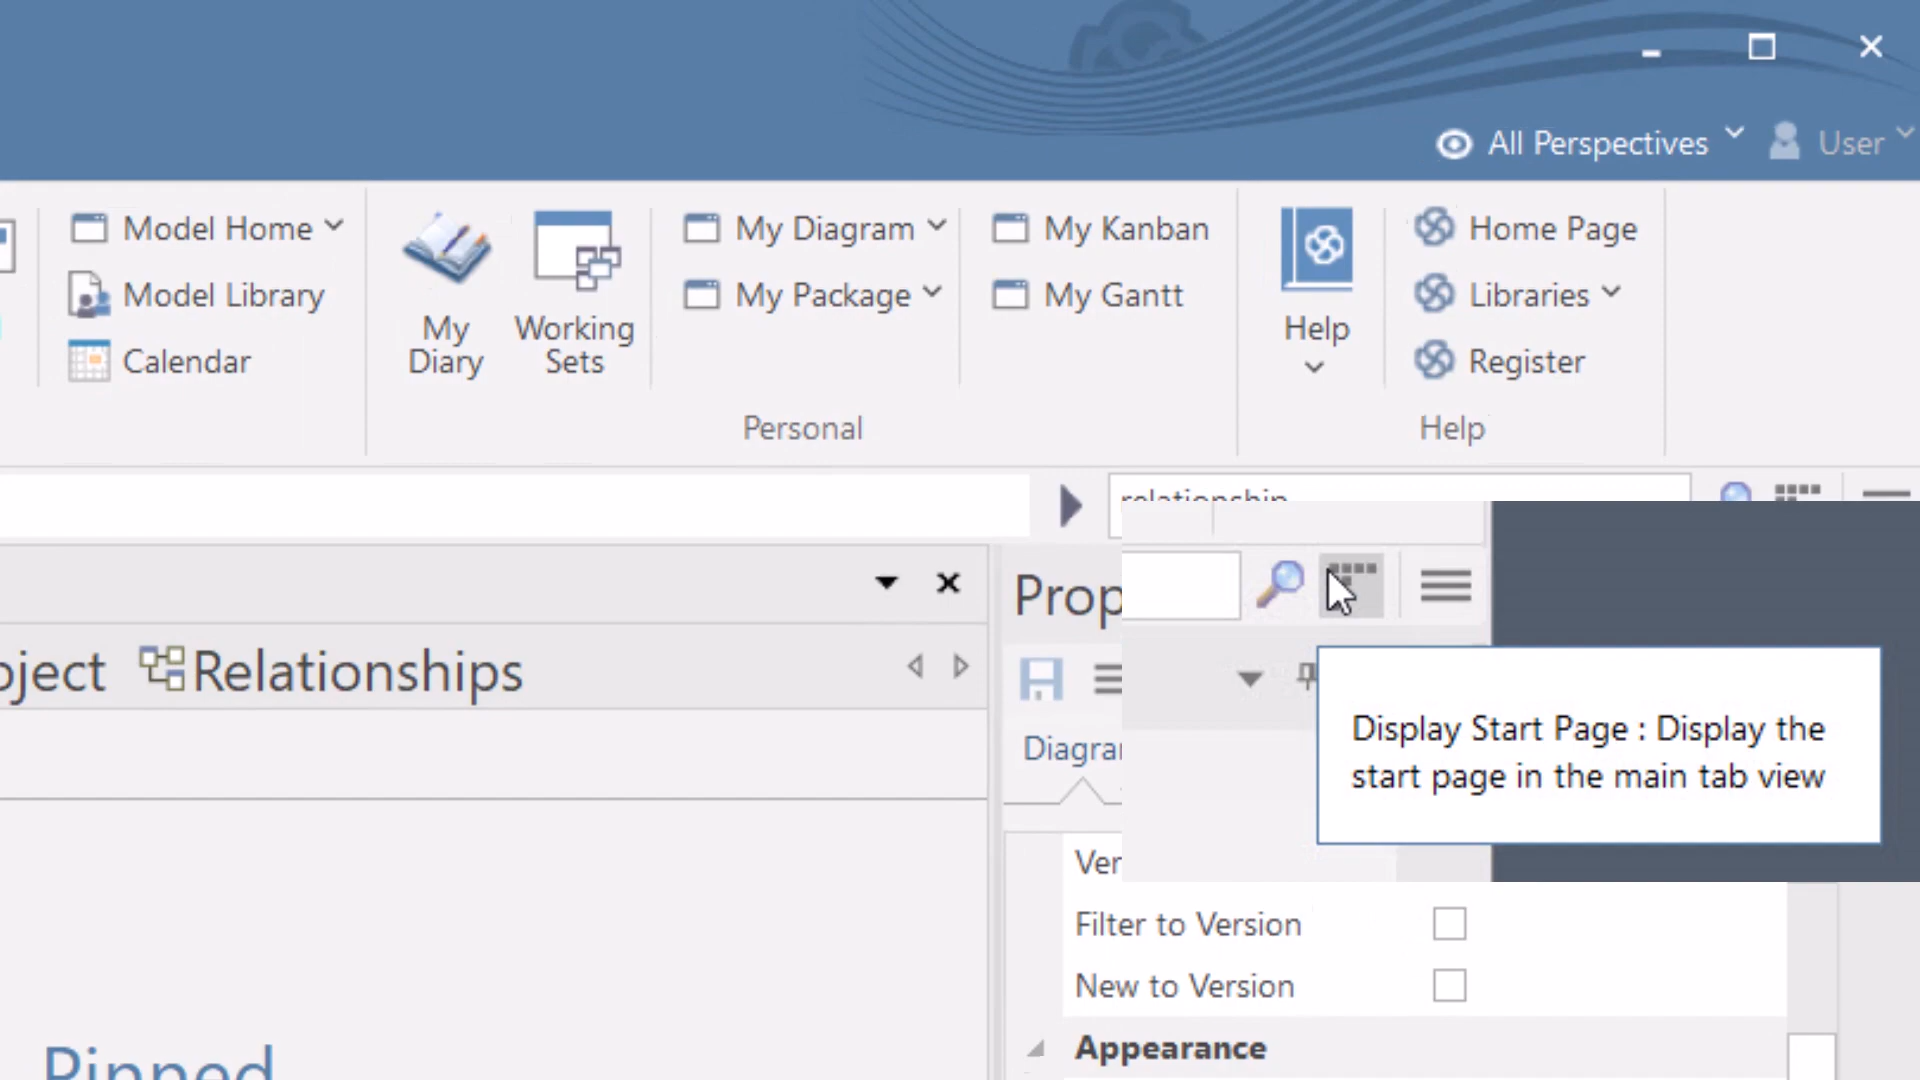 All Perspectives
User
Model Home
Model Library
Calendar
My Diary
Working Sets
My Diagram
My Package
My Kanban
My Gantt
Personal
Help
Home Page
Libraries
Register
Help
relationship
Relationships
Display Start Page : Display the
start page in the main tab view
Filter to Version
New to Version
Appearance
Pinned